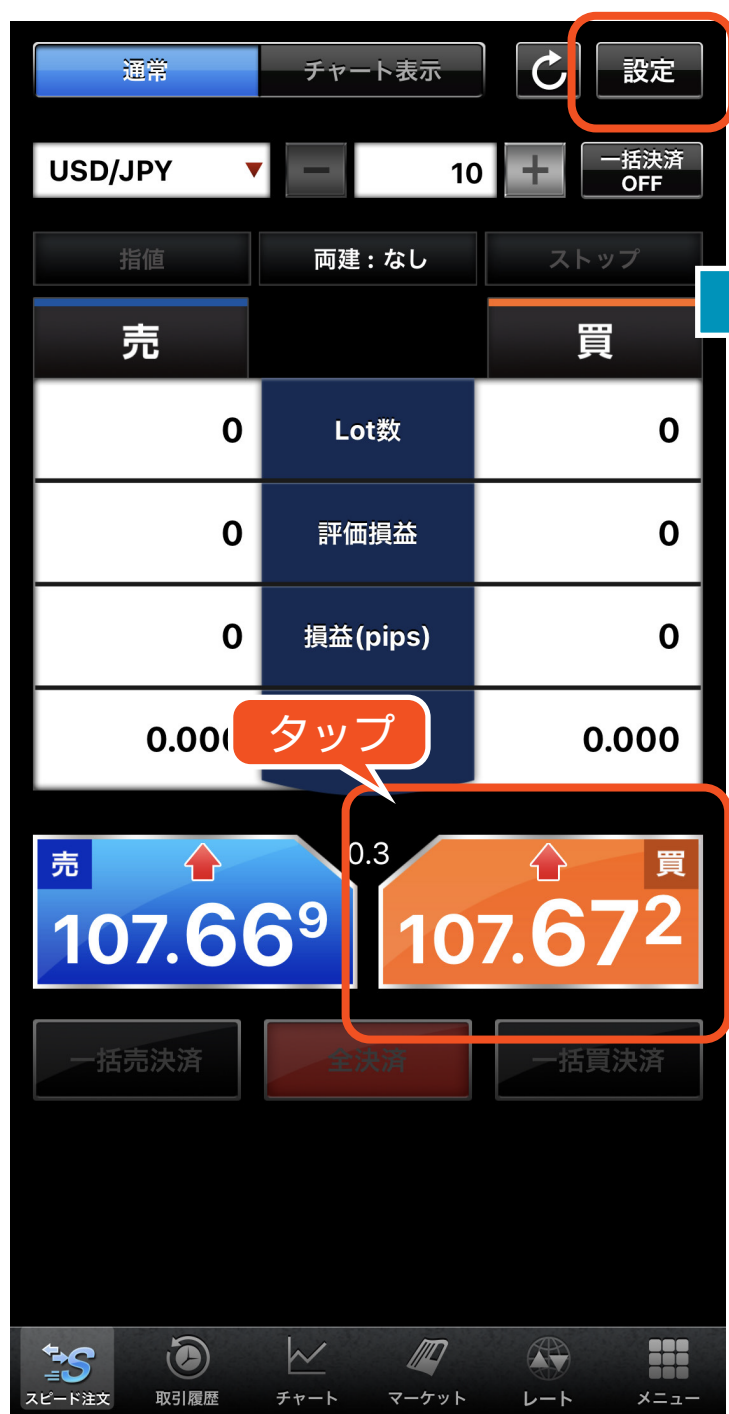 通常
チャート表示
設定
USD/JPY
10
一括決済
OFF
指値
両建：なし
ストップ
売
買
0
Lot数
0
0
評価損益
0
0
損益(pips)
0
0.000
タップ
0.000
売
0.3
買
107.669
107.672
一括売決済
全決済
一括買決済
スピード注文
取引履歴
チャート
マーケット
レート
メニュー